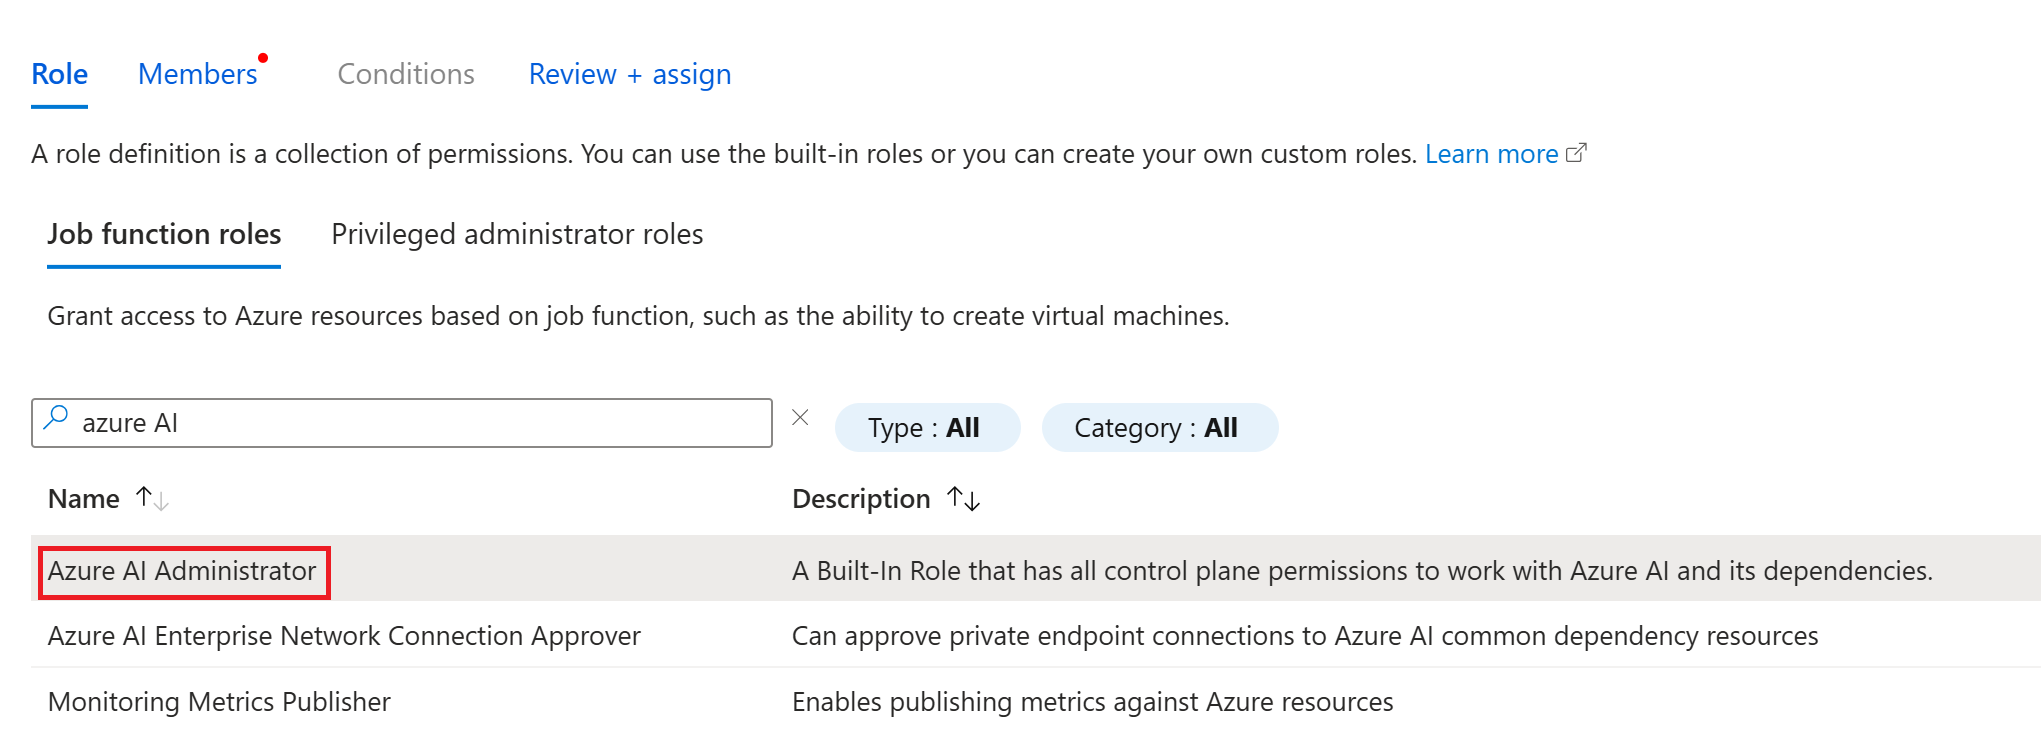 Role Members Conditions Review + assign
A role definition is a collection of permissions. You can use the built-in roles or you can create your own custom roles. Learn more
Job function roles Privileged administrator roles
Grant access to Azure resources based on job function, such as the ability to create virtual machines.
azure AI Type : All Category : All
Name Description
Azure AI Administrator A Built-In Role that has all control plane permissions to work with Azure AI and its dependencies.
Azure AI Enterprise Network Connection Approver Can approve private endpoint connections to Azure AI common dependency resources
Monitoring Metrics Publisher Enables publishing metrics against Azure resources